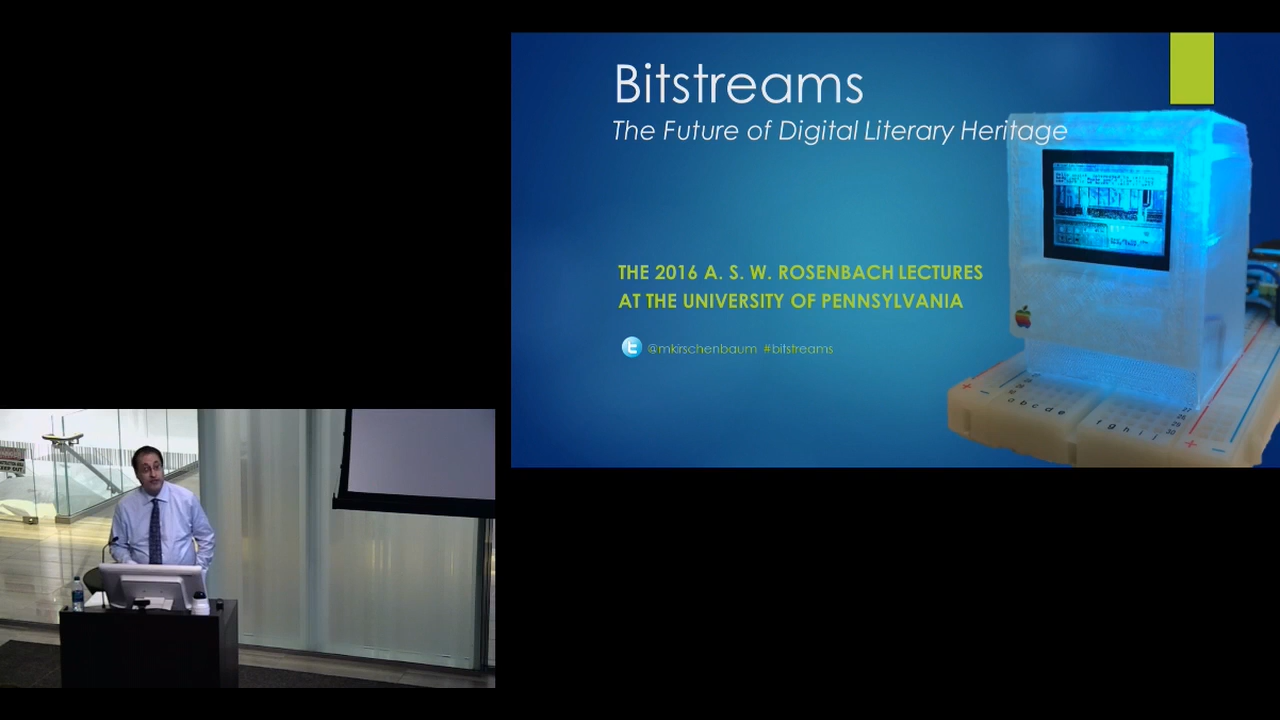 Bitstreams
The Future of Digital Literary Heritage
THE 2016 A. S. W. ROSENBACH LECTURES
AT THE UNIVERSITY OF PENNSYLVANIA
@mkirschenbaum #bitstreams